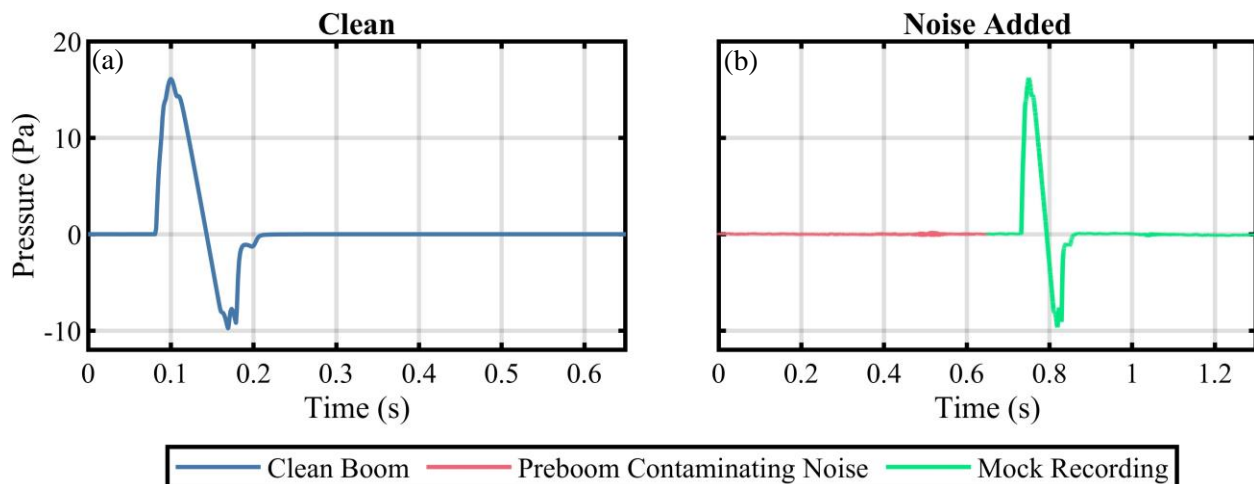 Clean
Noise Added
(a)
(b)
20
10
0
-10
Pressure (Pa)
0 0.1 0.2 0.3 0.4 0.5 0.6
0 0.2 0.4 0.6 0.8 1 1.2
Time (s)
Time (s)
Clean Boom Preboom Contaminating Noise Mock Recording